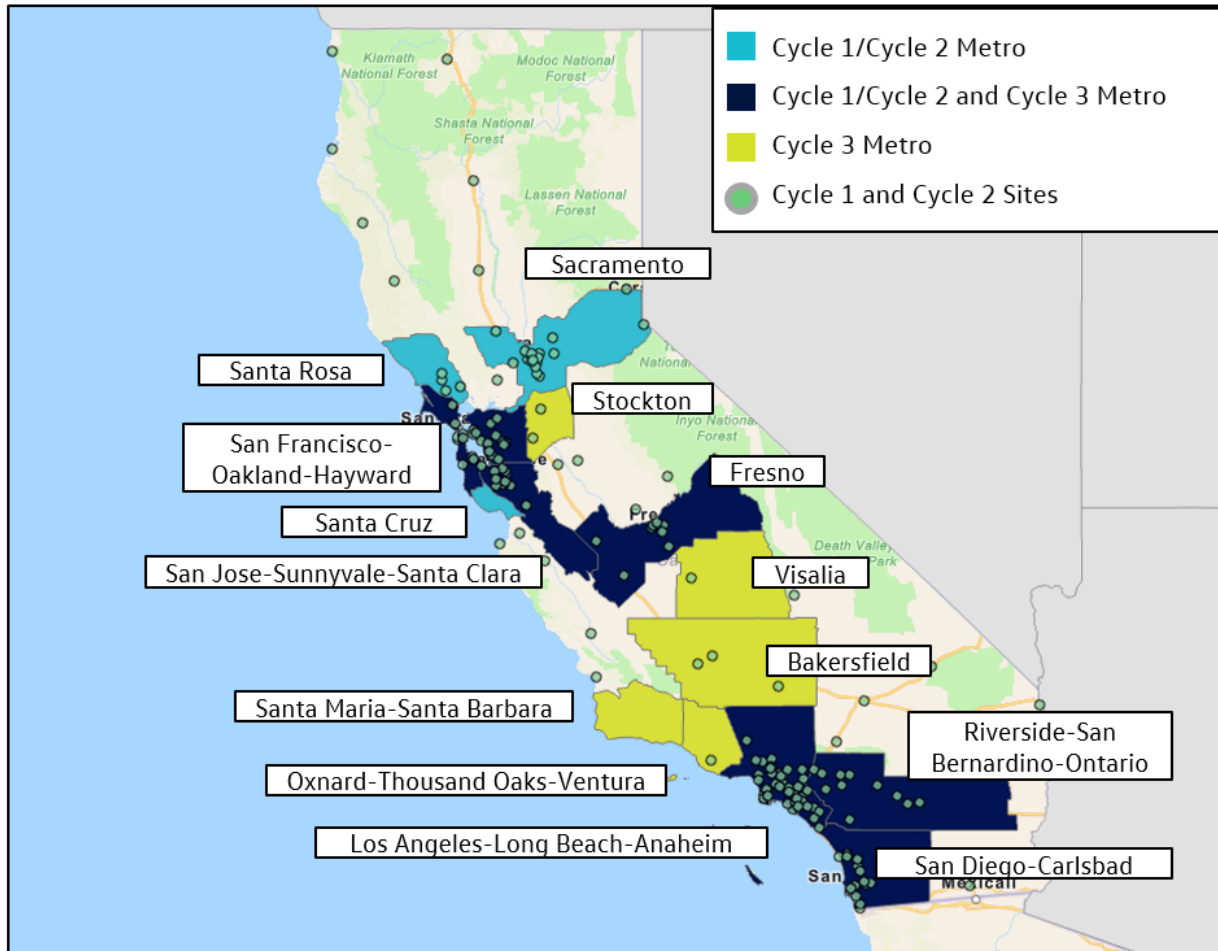 Cycle 1/Cycle 2 Metro
Cycle 1/Cycle 2 and Cycle 3 Metro
Cycle 3 Metro
Cycle 1 and Cycle 2 Sites
Klamath
National Forest
Modoc National
Forest
Shasta National
Forest
Lassen National
Forest
Sacramento
Santa Rosa
Stockton
San Francisco-
Oakland-Hayward
Inyo National
Forest
Fresno
Santa Cruz
San Jose-Sunnyvale-Santa Clara
Death Valley
Visalia
Bakersfield
Santa Maria-Santa Barbara
Riverside-San
Bernardino-Ontario
Oxnard-Thousand Oaks-Ventura
Los Angeles-Long Beach-Anaheim
San Diego-Carlsbad
San
Mexicali